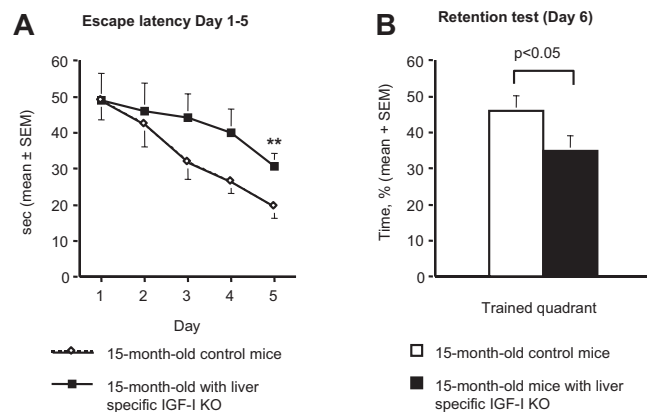 A
Escape latency Day 1-5
sec (mean ± SEM)
60
50
40
30
20
10
0
**
1 2 3 4 5
Day
15-month-old control mice
15-month-old with liver
specific IGF-I KO
B
Retention test (Day 6)
Time, % (mean + SEM)
60
50
40
30
20
10
0
p<0.05
Trained quadrant
15-month-old control mice
15-month-old mice with liver
specific IGF-I KO